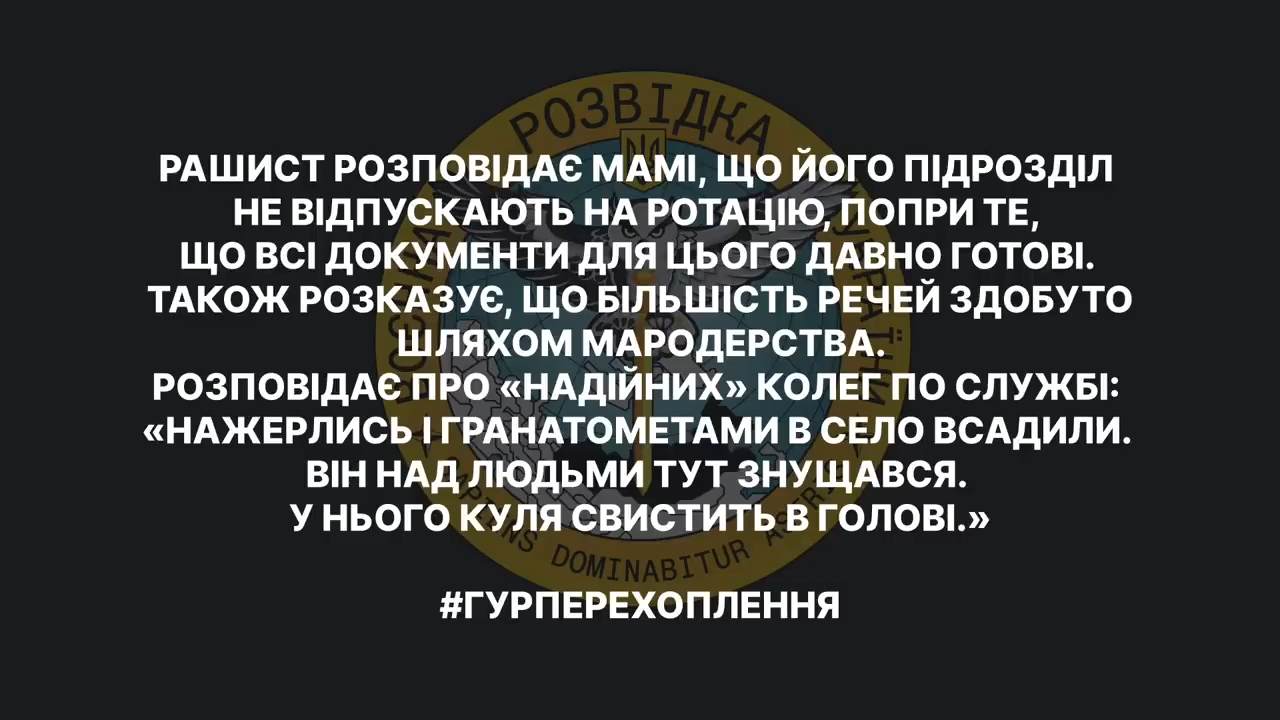 РОЗВІДКА
РАШИСТ РОЗПОВІДАЄ МАМІ, ЩО ЙОГО ПІДРОЗДІЛ
НЕ ВІДПУСКАЮТЬ НА РОТАЦІЮ, ПОПРИ ТЕ,
ЩО ВСІ ДОКУМЕНТИ ДЛЯ ЦЬОГО ДАВНО ГОТОВІ.
ТАКОЖ РОЗКАЗУЄ, ЩО БІЛЬШІСТЬ РЕЧЕЙ ЗДОБУТО
ШЛЯХОМ МАРОДЕРСТВА.
РОЗПОВІДАЄ ПРО «НАДІЙНИХ» КОЛЕГ ПО СЛУЖБІ:
«НАЖЕРЛИСЬ І ГРАНАТОМЕТАМИ В СЕЛО ВСАДИЛИ.
ВІН НАД ЛЮДЬМИ ТУТ ЗНУЩАВСЯ.
У НЬОГО КУЛЯ СВИСТИТЬ В ГОЛОВІ.»
DOMINABITUR
#ГУРПЕРЕХОПЛЕННЯ